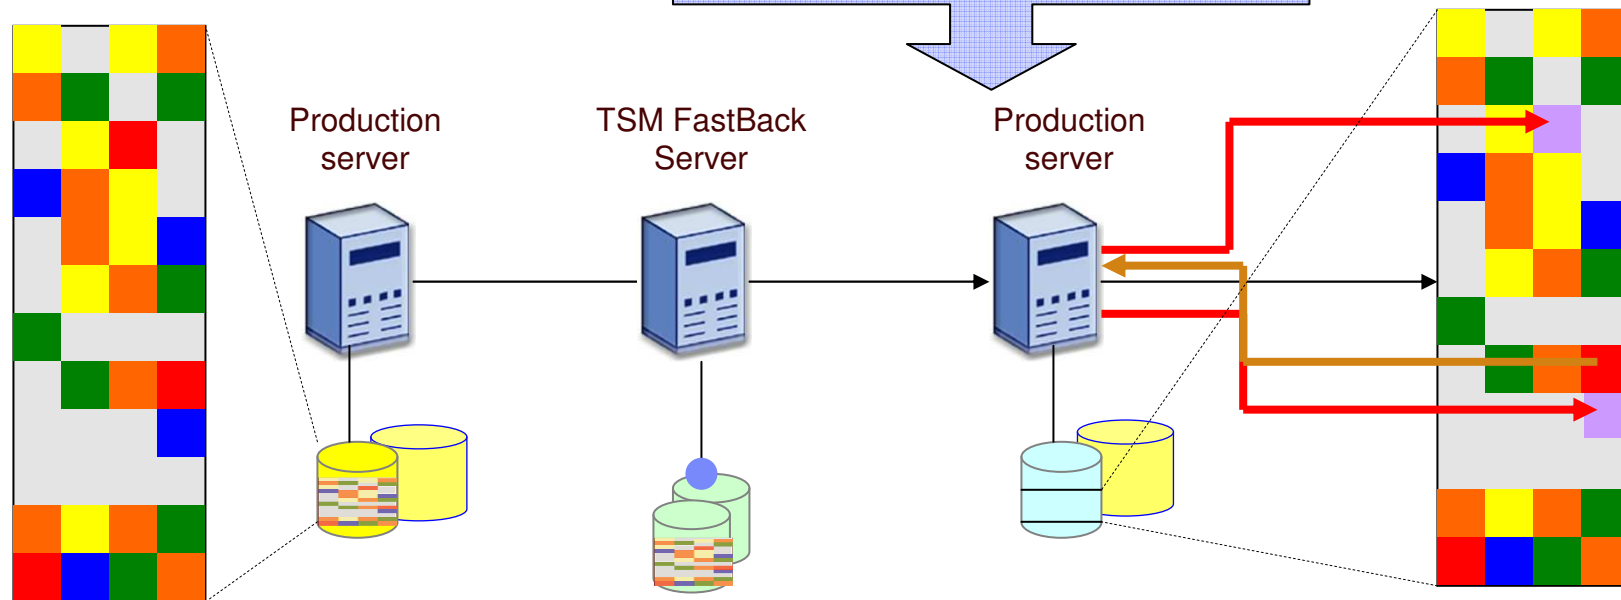 Production
server
TSM FastBack
Server
Production
server